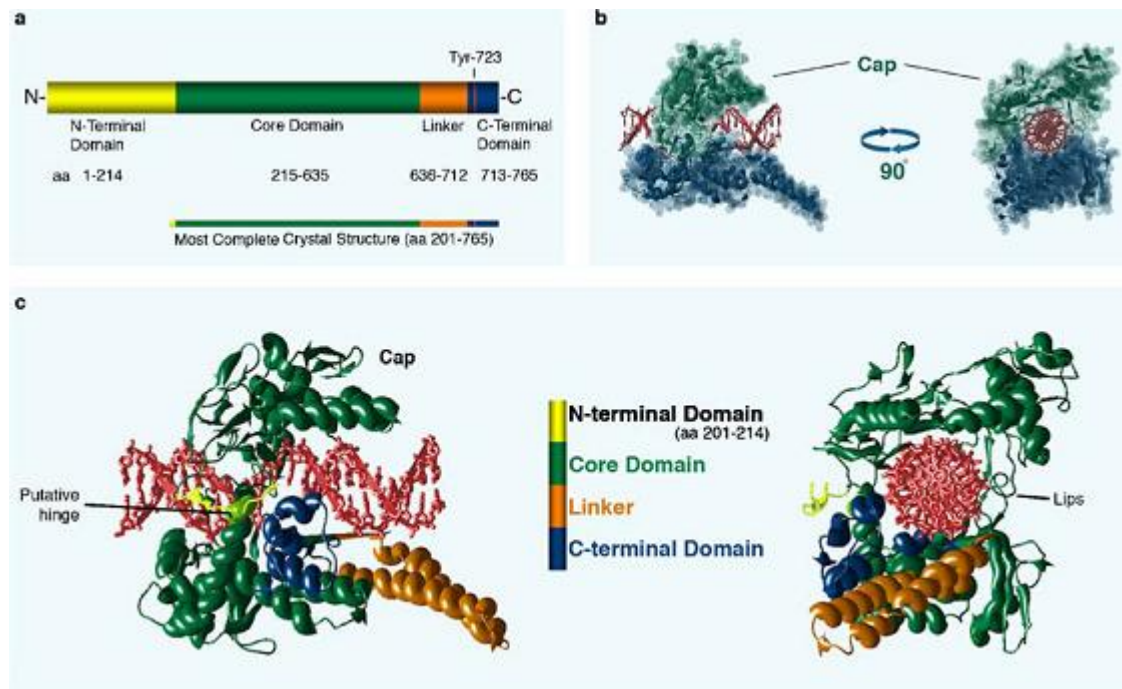 a
Tyr-723
N-
-C
N-Terminal
Domain
Core Domain
Linker
C-Terminal
Domain
aa 1-214
215-635
636-712
713-765
Most Complete Crystal Structure (aa 201-765)
b
Cap
90°
c
Cap
Putative
hinge
N-terminal Domain
(aa 201-214)
Core Domain
Linker
C-terminal Domain
Lips